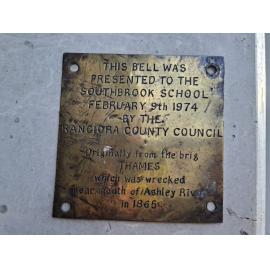 THIS BELL WAS
PRESENTED TO THE
SOUTHBROOK SCHOOL
FEBRUARY 9th 1974
BY THE
RANGIORA COUNTY COUNCIL
Originally from the brig
THAMES
which was wrecked
near mouth of Ashley River
in 1865